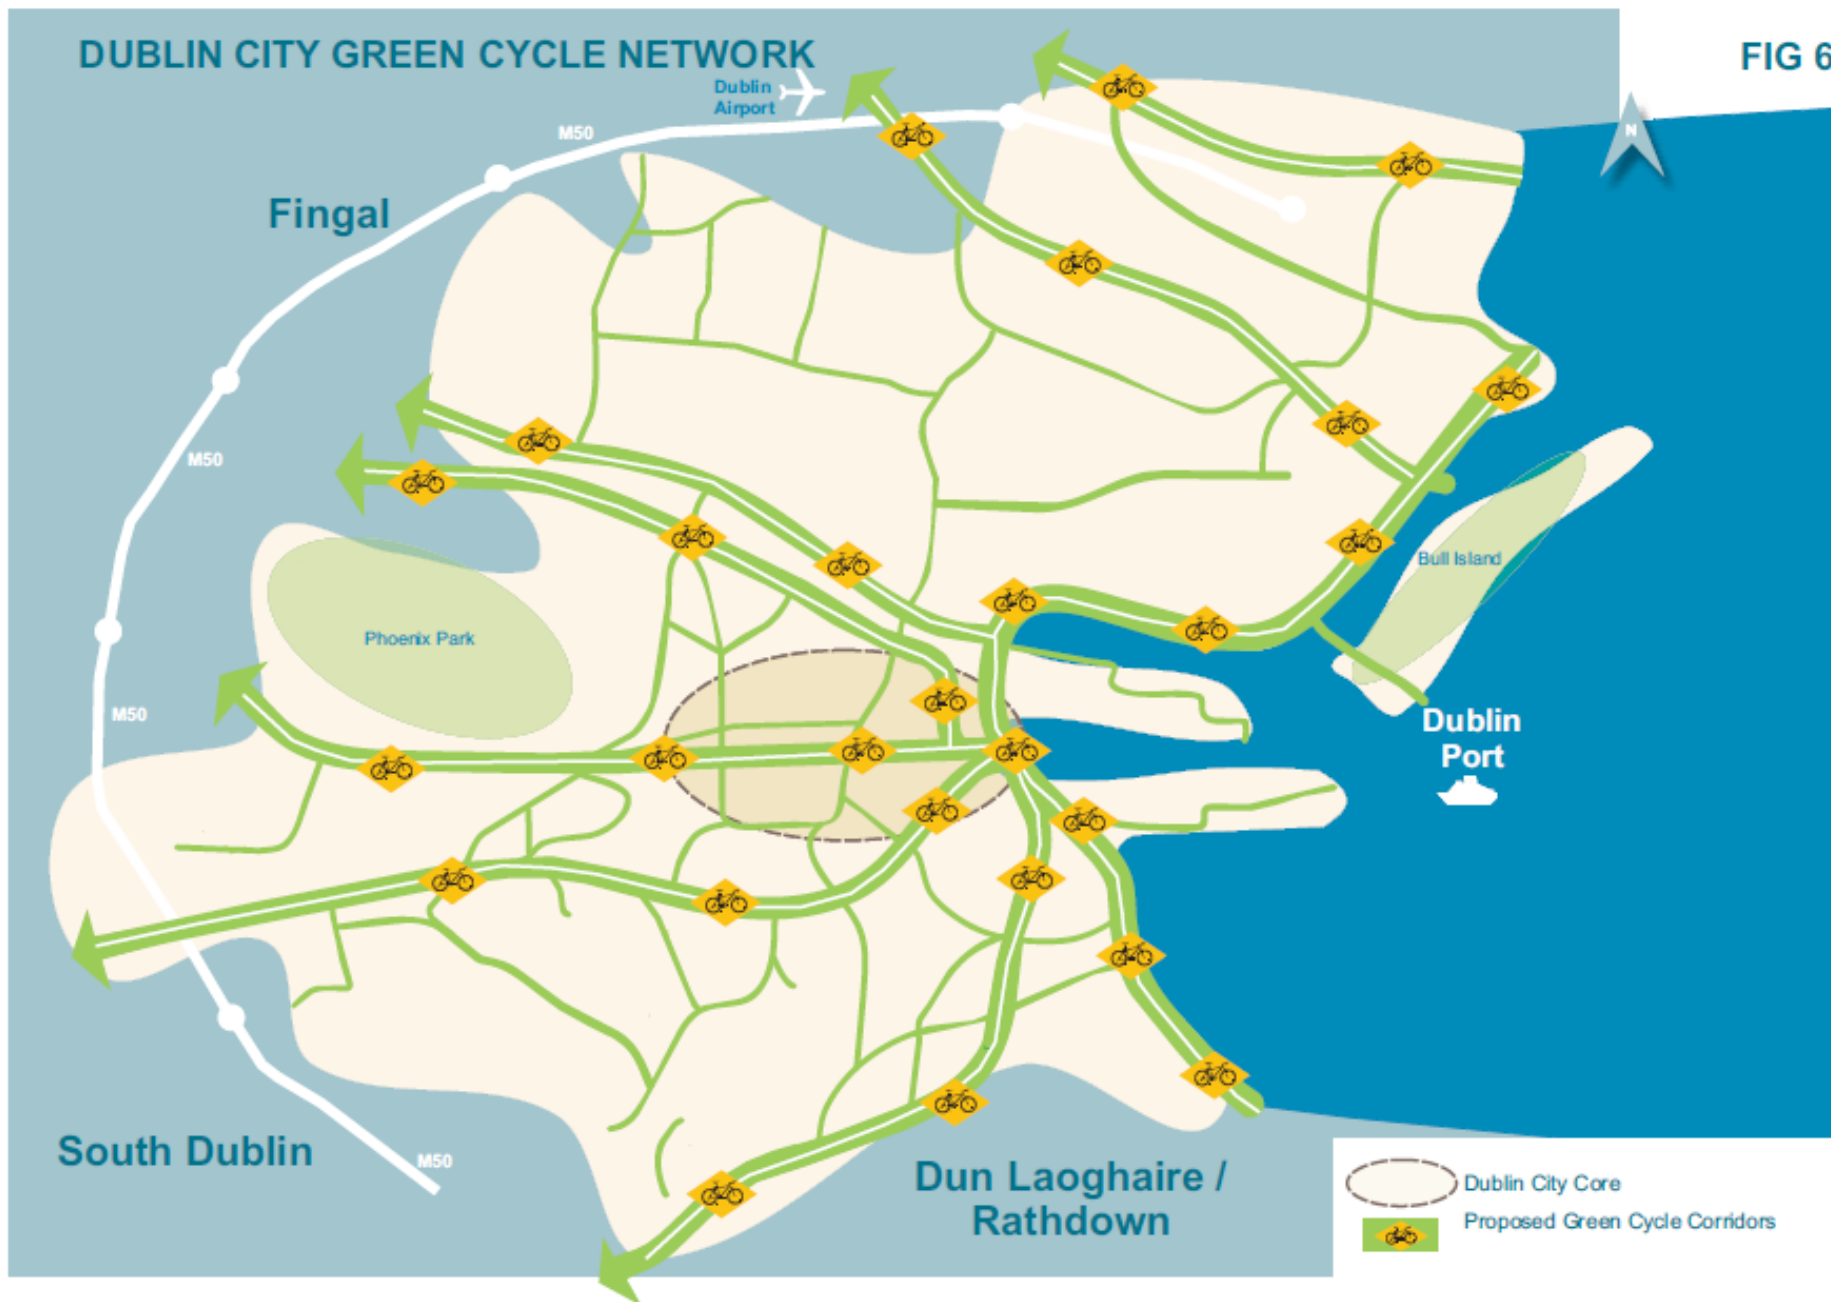 DUBLIN CITY GREEN CYCLE NETWORK
FIG 6
Dublin
Airport
M50
N
Fingal
M50
Bull Island
Phoenix Park
M50
Dublin
Port
South Dublin
M50
Dun Laoghaire /
Rathdown
Dublin City Core
Proposed Green Cycle Corridors